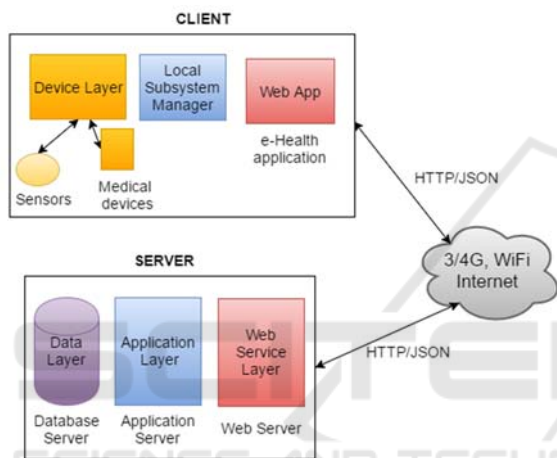 CLIENT
Device Layer
Local
Subsystem
Manager
Web App
e-Health
application
Sensors
Medical
devices
HTTP/JSON
3/4G, WiFi
Internet
SERVER
Data
Layer
Application
Layer
Web
Service
Layer
HTTP/JSON
Database
Server
Application
Server
Web Server